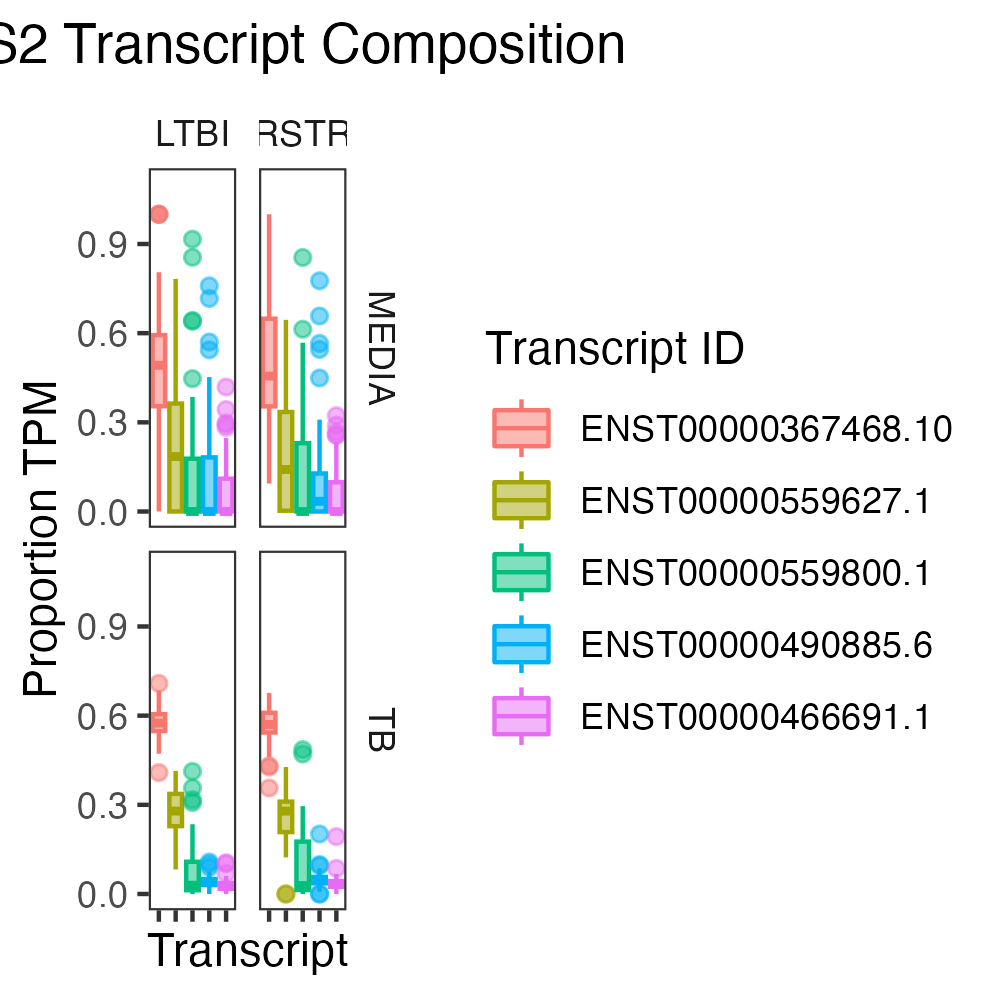 S2 Transcript Composition
LTBI
RSTR
0.9
0.6
0.3
0.0
MEDIA
0.9
0.6
0.3
0.0
TB
Proportion TPM
Transcript
Transcript ID
ENST00000367468.10
ENST00000559627.1
ENST00000559800.1
ENST00000490885.6
ENST00000466691.1